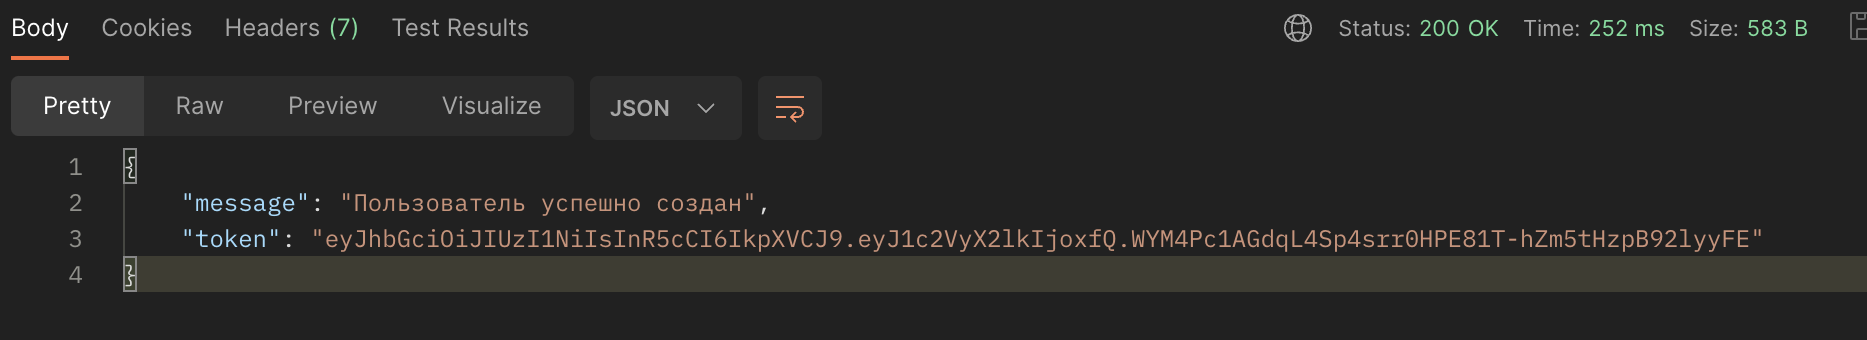 Body Cookies Headers (7) Test Results Status: 200 OK Time: 252 ms Size: 583 B
Pretty Raw Preview Visualize JSON
1 {
2 "message": "Пользователь успешно создан",
3 "token": "eyJhbGciOiJIUzI1NiIsInR5cCI6IkpXVCJ9.eyJ1c2VyX2lkIjoxfQ.WYM4Pc1AGdqL4Sp4srr0HPE81T-hZm5tHzpB92lyyFE"
4 }